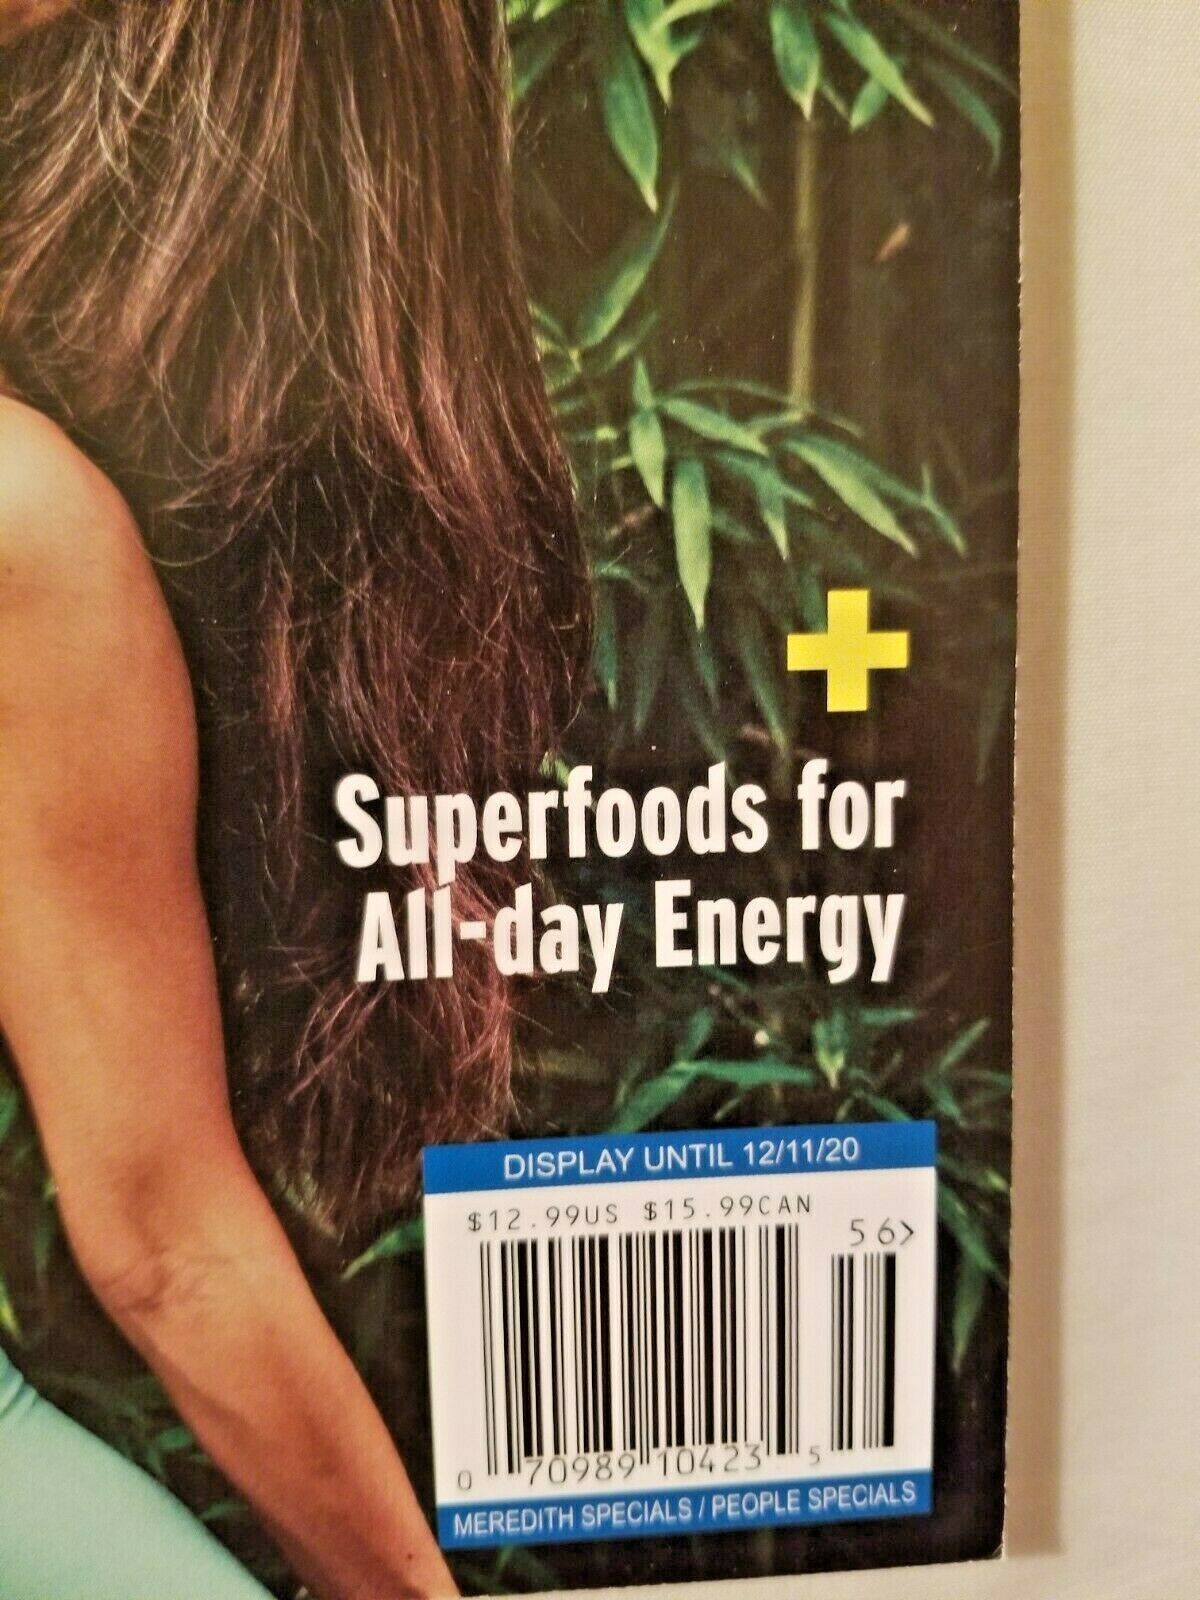 +
Superfoods for
All-day Energy
DISPLAY UNTIL 12/11/20
$12.99US $15.99CAN
56>
0 70989 10423 5
MEREDITH SPECIALS / PEOPLE SPECIALS